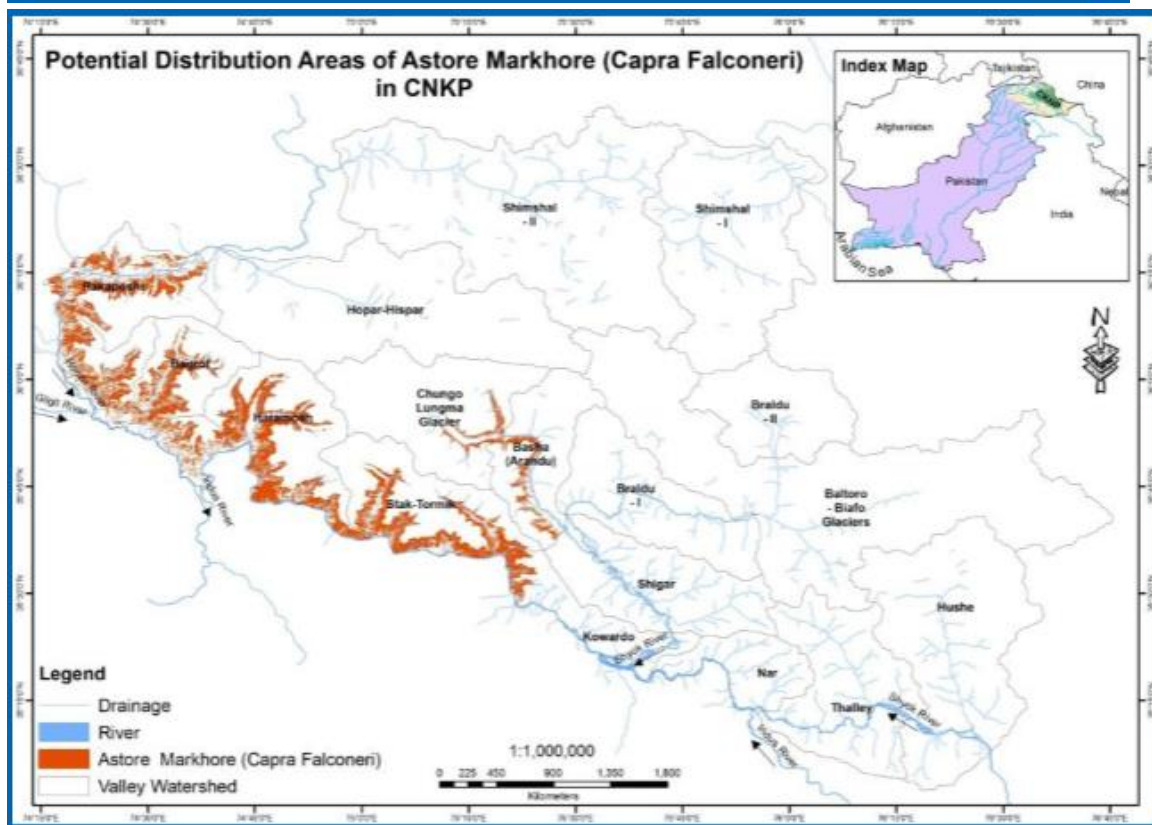 Potential Distribution Areas of Astore Markhore (Capra Falconeri)
in CNKP
Index Map
Tajikistan
China
CKNP
Afghanistan
Pakistan
Nepal
India
Arabian Sea
N
Shimshal
- II
Shimshal
- I
Rakaposhi
Hopar-Hispar
Bagrot
Haramosh
Gilgit River
Indus River
Chungo
Lungma
Glacier
Basha
(Arandu)
Braldu
- II
Braldu
- I
Baltoro
- Biafo
Glaciers
Stak-Tormik
Shigar
Hushe
Kowardo
Shyok River
Nar
Thalley
Shyok River
Indus River
Legend
Drainage
River
Astore Markhore (Capra Falconeri)
Valley Watershed
1:1,000,000
0 225 450 900 1,350 1,800
Kilometers